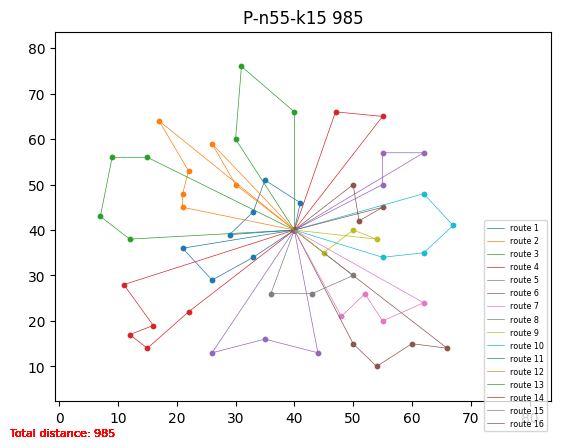 P-n55-k15 985
80
70
60
50
40
30
20
10
0 10 20 30 40 50 60 70 80
route 1
route 2
route 3
route 4
route 5
route 6
route 7
route 8
route 9
route 10
route 11
route 12
route 13
route 14
route 15
route 16
Total distance: 985